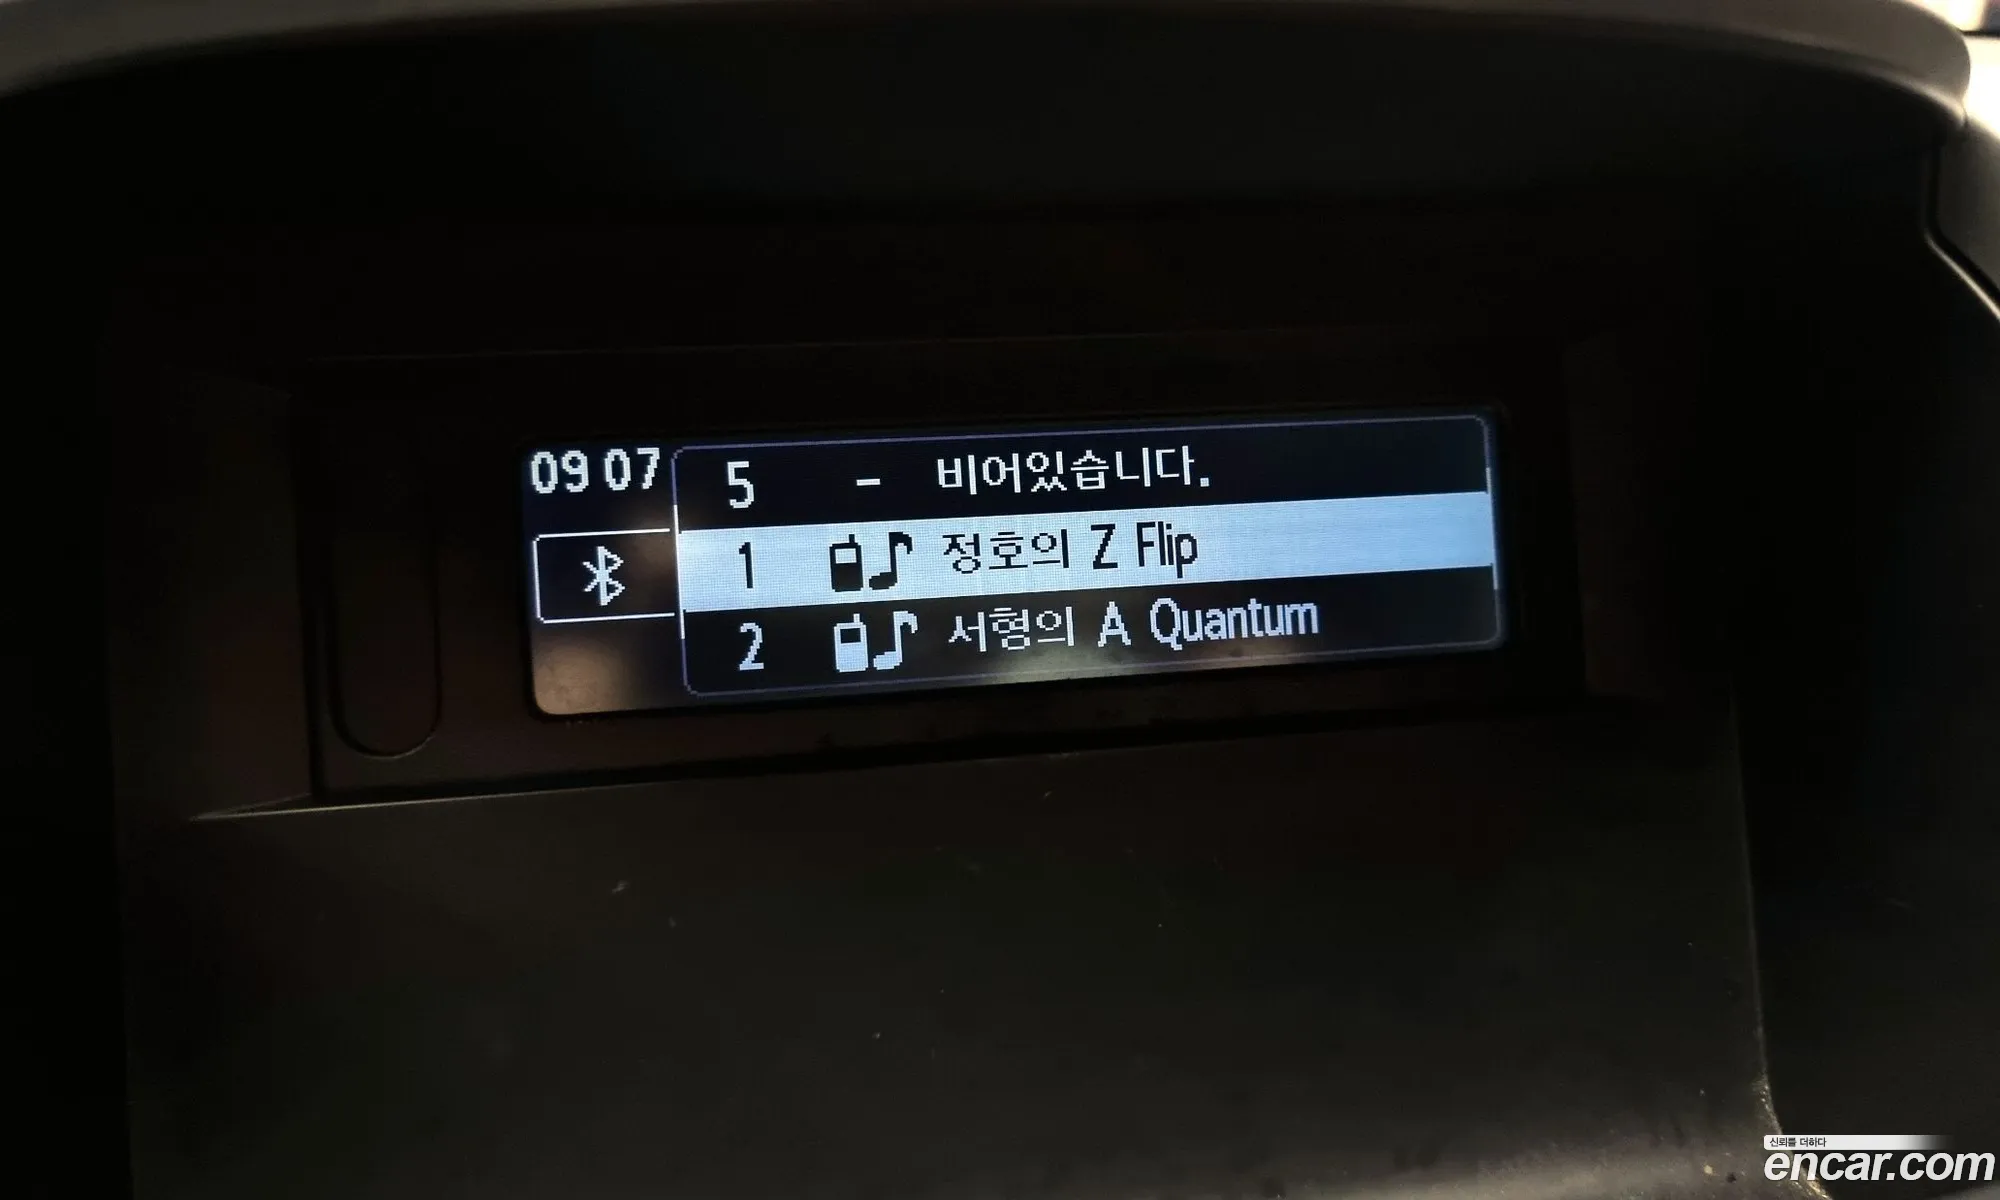 09 07
5 - 비어있습니다.
1 정호의 Z Flip
2 서형의 A Quantum
신뢰를 더하다
encar.com